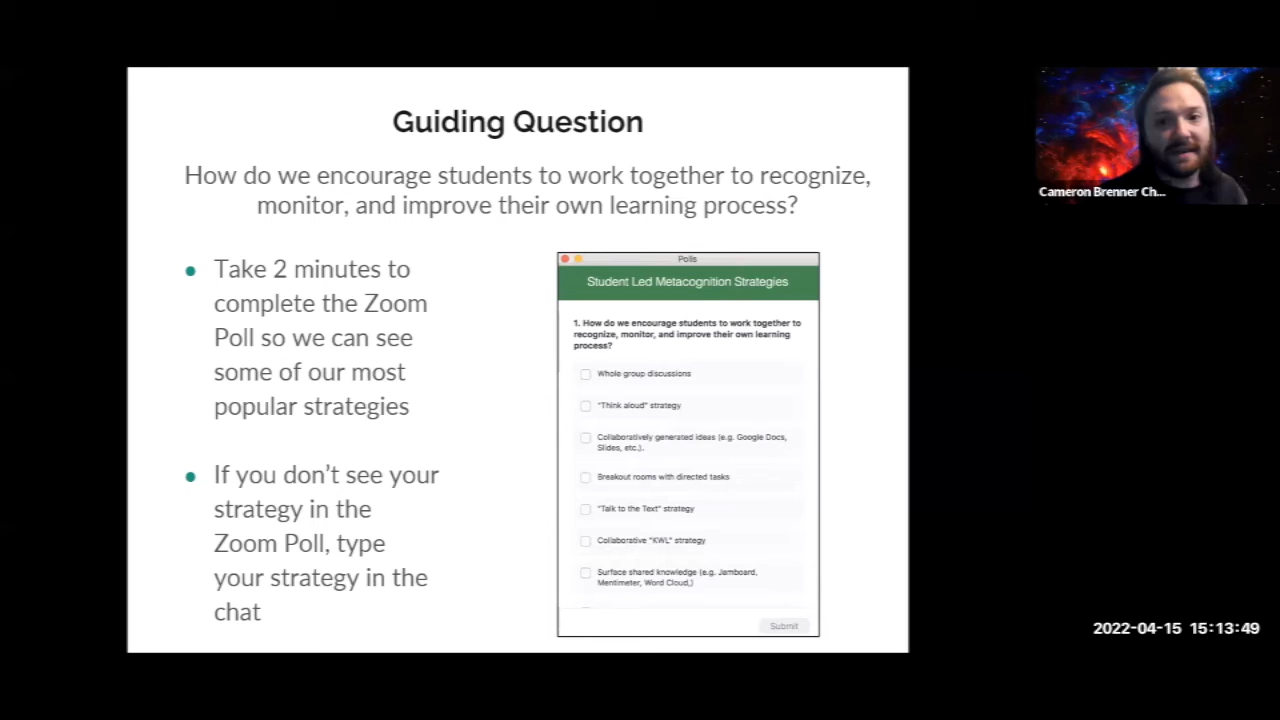 Guiding Question
How do we encourage students to work together to recognize,
monitor, and improve their own learning process?
Take 2 minutes to
complete the Zoom
Poll so we can see
some of our most
popular strategies
If you don't see your
strategy in the
Zoom Poll, type
your strategy in the
chat
Polls
Student Led Metacognition Strategies
1. How do we encourage students to work together to
recognize, monitor, and improve their own learning
process?
Whole group discussions
"Think aloud" strategy
Collaboratively generated ideas (e.g. Google Docs,
Slides, etc.).
Breakout rooms with directed tasks
"Talk to the Text" strategy
Collaborative "KWL" strategy
Surface shared knowledge (e.g. Jamboard,
Mentimeter, Word Cloud,)
Submit
Cameron Brenner Ch...
2022-04-15 15:13:49